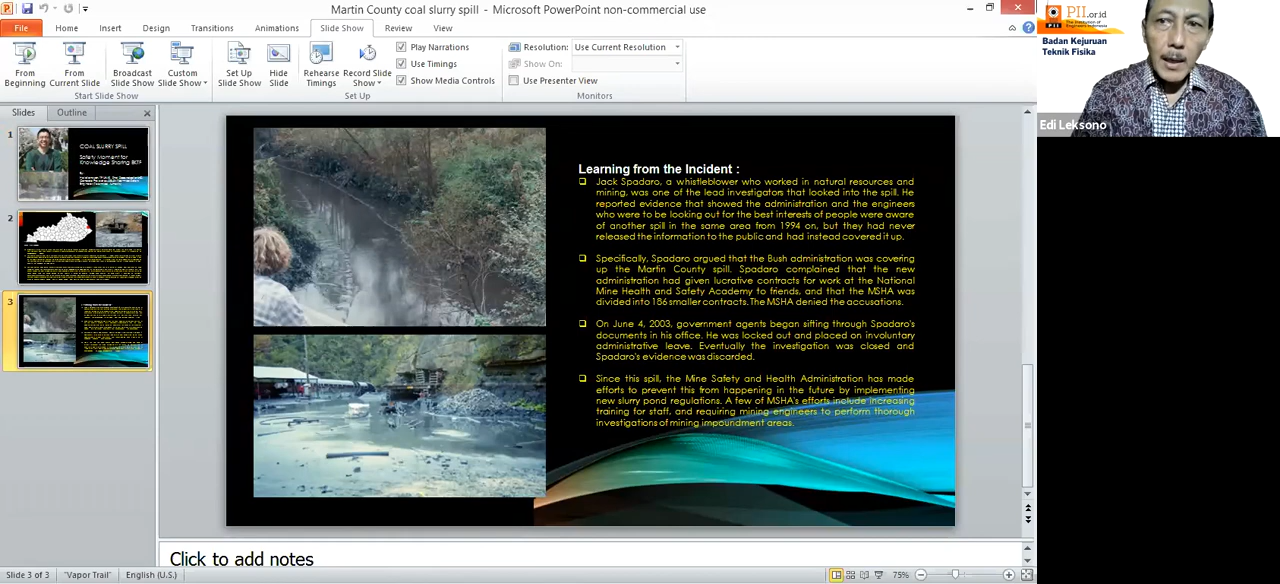 Martin County coal slurry spill - Microsoft PowerPoint non-commercial use
File Home Insert Design Transitions Animations Slide Show Review View
From Beginning
From Current Slide
Broadcast Slide Show
Custom Slide Show
Start Slide Show
Set Up Slide Show
Hide Slide
Rehearse Timings
Record Slide Show
Play Narrations
Use Timings
Show Media Controls
Set Up
Resolution: Use Current Resolution
Show On:
Use Presenter View
Monitors
PII.or.id
Badan Kejuruan
Teknik Fisika
Edi Leksono
Slides Outline
1
COAL SLURRY SPILL
Safety Moment for
Knowledge Sharing BKTF
2
3
Learning from the Incident :
Jack Spadaro, a whistleblower who worked in natural resources and
mining, was one of the lead investigators that looked into the spill. He
reported evidence that showed the administration and the engineers
who were to be looking out for the best interests of people were aware
of another spill in the same area from 1994 on, but they had never
released the information to the public and had instead covered it up.
Specifically, Spadaro argued that the Bush administration was covering
up the Martin County spill. Spadaro complained that the new
administration had given lucrative contracts for work at the National
Mine Health and Safety Academy to friends, and that the MSHA was
divided into 186 smaller contracts. The MSHA denied the accusations.
On June 4, 2003, government agents began sifting through Spadaro's
documents in his office. He was locked out and placed on involuntary
administrative leave. Eventually the investigation was closed and
Spadaro's evidence was discarded.
Since this spill, the Mine Safety and Health Administration has made
efforts to prevent this from happening in the future by implementing
new slurry pond regulations. A few of MSHA's efforts include increasing
training for staff, and requiring mining engineers to perform thorough
investigations of mining impoundment areas.
Click to add notes
Slide 3 of 3 "Vapor Trail" English (U.S.) 75%